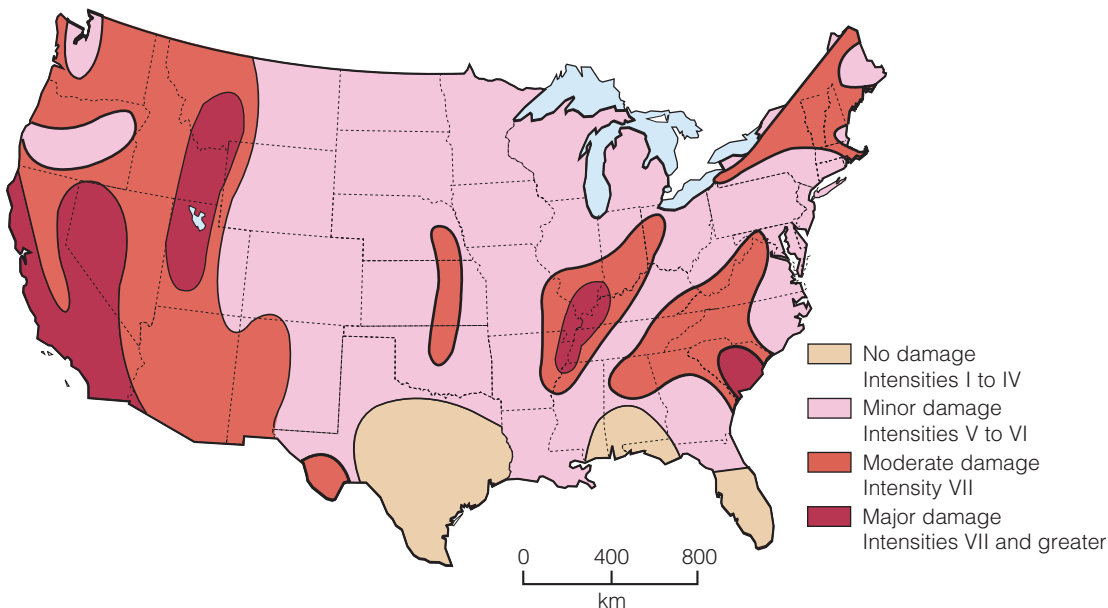 No damage
Intensities I to IV
Minor damage
Intensities V to VI
Moderate damage
Intensity VII
Major damage
Intensities VII and greater
0 400 800
km